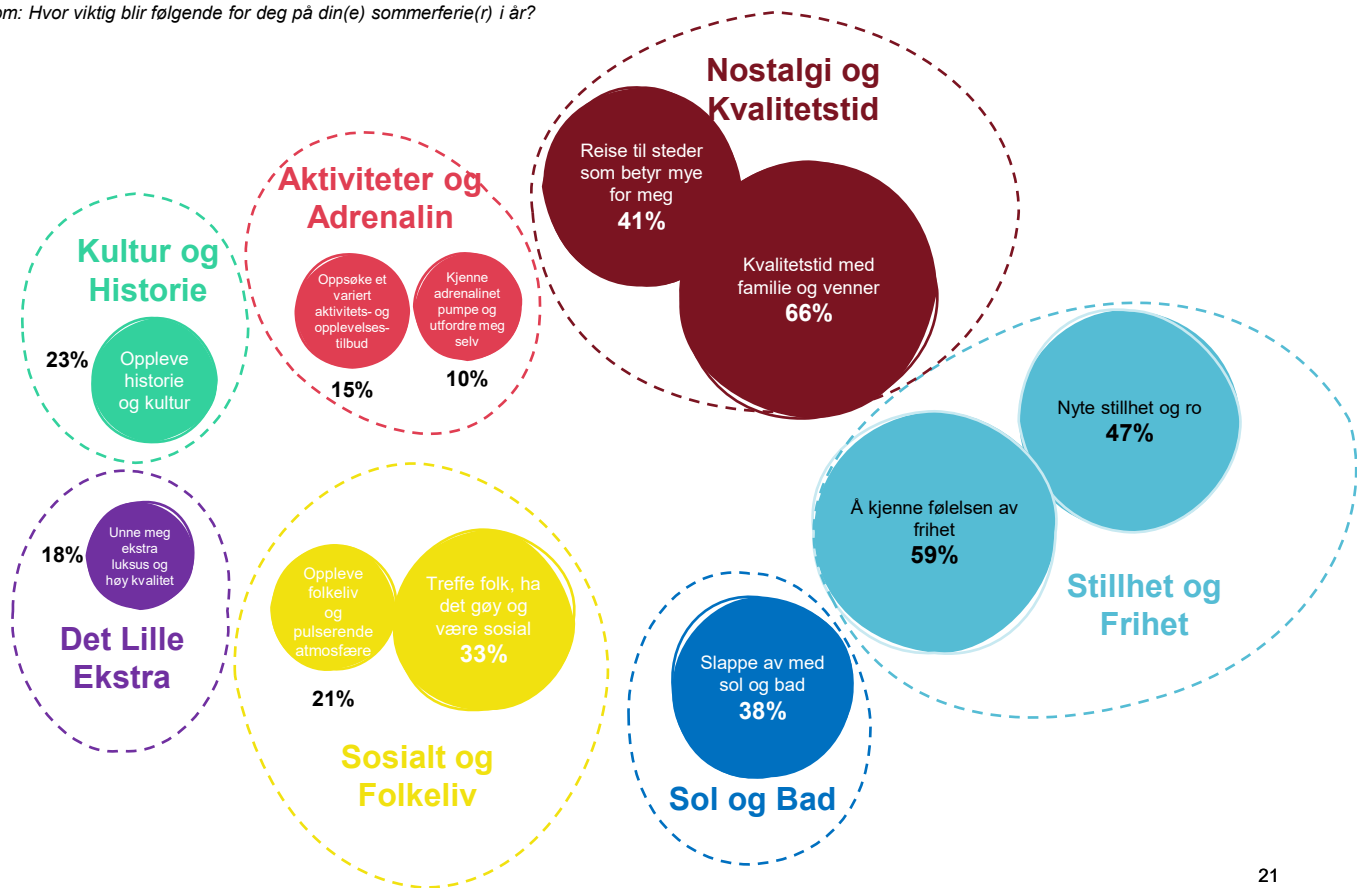 om: Hvor viktig blir følgende for deg på din(e) sommerferie(r) i år?
Nostalgi og
Kvalitetstid
Reise til steder
som betyr mye
for meg
41%
Kvalitetstid med
familie og venner
66%
Aktiviteter og
Adrenalin
Oppsøke et
variert
aktivitets- og
opplevelses-
tilbud
15%
Kjenne
adrenalinet
pumpe og
utfordre meg
selv
10%
Kultur og
Historie
23%
Oppleve
historie
og kultur
Nyte stillhet og ro
47%
Å kjenne følelsen av
frihet
59%
Stillhet og
Frihet
18%
Unne meg
ekstra
luksus og
høy kvalitet
Det Lille
Ekstra
Oppleve
folkeliv
og
pulserende
atmosfære
21%
Treffe folk, ha
det gøy og
være sosial
33%
Sosialt og
Folkeliv
Slappe av med
sol og bad
38%
Sol og Bad
21